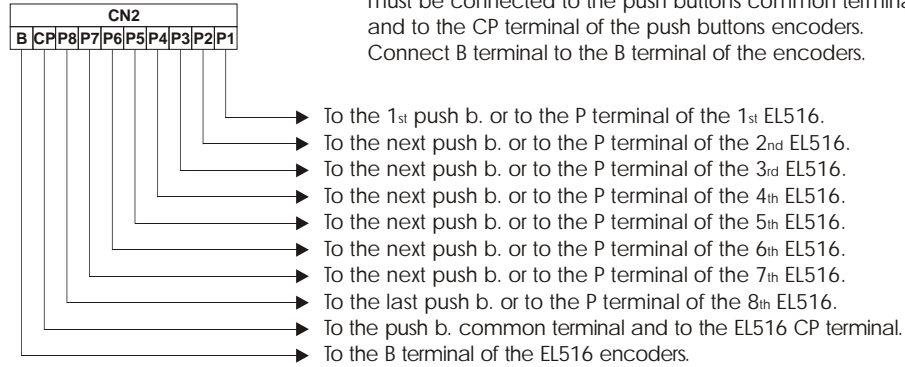 must be connected to the push buttons common terminal
and to the CP terminal of the push buttons encoders.
Connect B terminal to the B terminal of the encoders.
CN2
B CP P8 P7 P6 P5 P4 P3 P2 P1
To the 1st push b. or to the P terminal of the 1st EL516.
To the next push b. or to the P terminal of the 2nd EL516.
To the next push b. or to the P terminal of the 3rd EL516.
To the next push b. or to the P terminal of the 4th EL516.
To the next push b. or to the P terminal of the 5th EL516.
To the next push b. or to the P terminal of the 6th EL516.
To the next push b. or to the P terminal of the 7th EL516.
To the last push b. or to the P terminal of the 8th EL516.
To the push b. common terminal and to the EL516 CP terminal.
To the B terminal of the EL516 encoders.